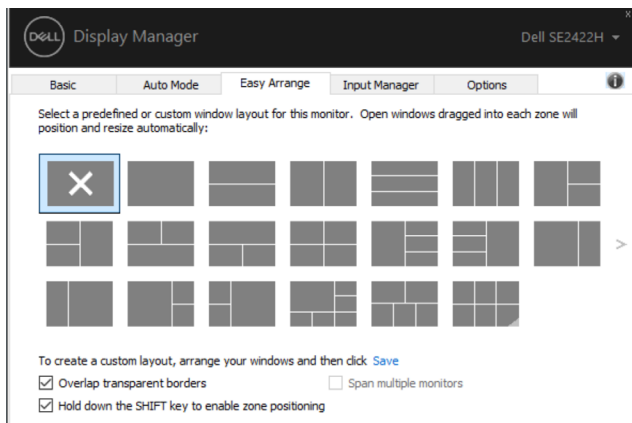 x
DELL Display Manager
Dell SE2422H
Basic
Auto Mode
Easy Arrange
Input Manager
Options
Select a predefined or custom window layout for this monitor.  Open windows dragged into each zone will
position and resize automatically:
To create a custom layout, arrange your windows and then click Save
Overlap transparent borders
Span multiple monitors
Hold down the SHIFT key to enable zone positioning